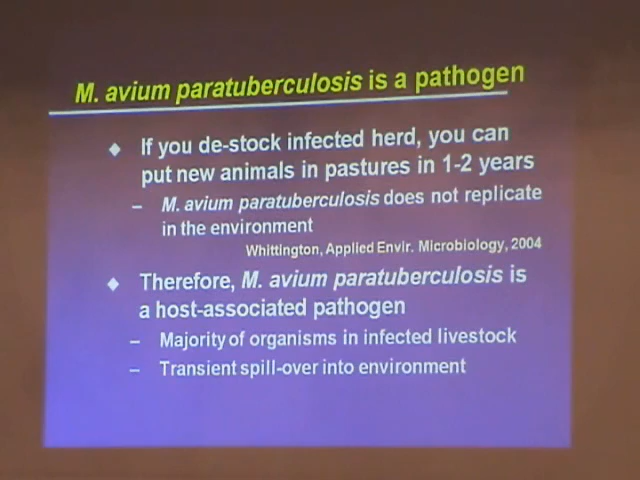 M. avium paratuberculosis is a pathogen
◆ If you de-stock infected herd, you can
put new animals in pastures in 1-2 years
– M. avium paratuberculosis does not replicate
in the environment
Whittington, Applied Envir. Microbiology, 2004
◆ Therefore, M. avium paratuberculosis is
a host-associated pathogen
– Majority of organisms in infected livestock
– Transient spill-over into environment